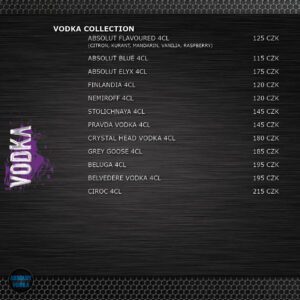 VODKA COLLECTION
ABSOLUT FLAVOURED 4CL 125 CZK
(CITRON, KURANT, MANDARIN, VANILIA, RASPBERRY)
ABSOLUT BLUE 4CL 115 CZK
ABSOLUT ELYX 4CL 175 CZK
FINLANDIA 4CL 120 CZK
NEMIROFF 4CL 120 CZK
STOLICHNAYA 4CL 145 CZK
PRAVDA VODKA 4CL 145 CZK
CRYSTAL HEAD VODKA 4CL 180 CZK
GREY GOOSE 4CL 185 CZK
BELUGA 4CL 195 CZK
BELVEDERE VODKA 4CL 195 CZK
CIROC 4CL 215 CZK
VODKA